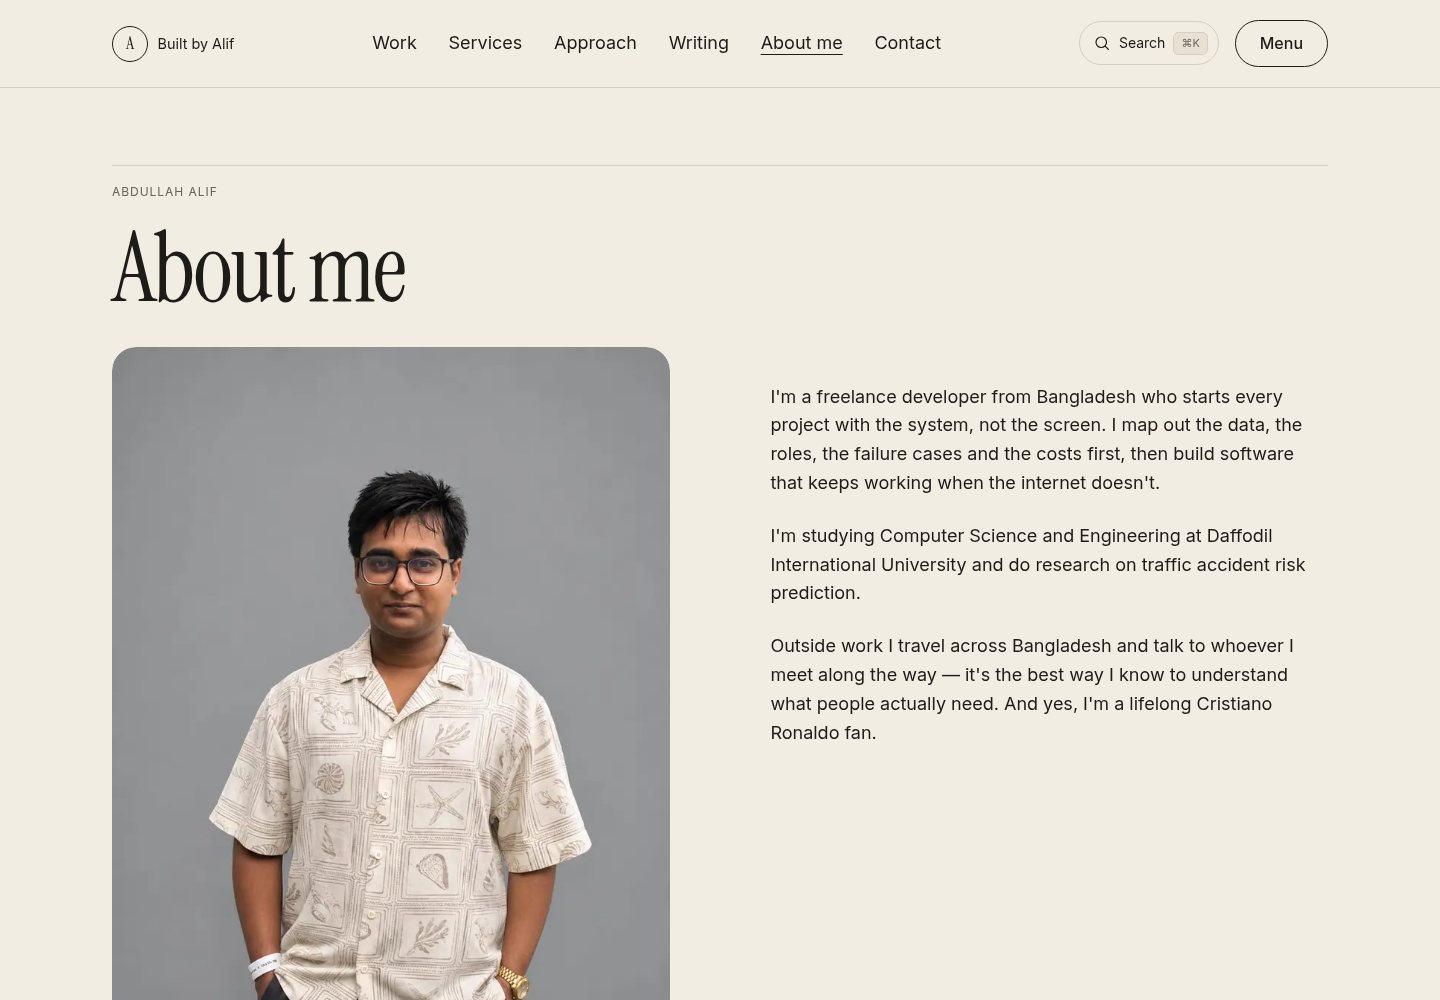 A
Built by Alif
Work
Services
Approach
Writing
About me
Contact
Search
⌘K
Menu
ABDULLAH ALIF
About me
I'm a freelance developer from Bangladesh who starts every
project with the system, not the screen. I map out the data, the
roles, the failure cases and the costs first, then build software
that keeps working when the internet doesn't.
I'm studying Computer Science and Engineering at Daffodil
International University and do research on traffic accident risk
prediction.
Outside work I travel across Bangladesh and talk to whoever I
meet along the way — it's the best way I know to understand
what people actually need. And yes, I'm a lifelong Cristiano
Ronaldo fan.